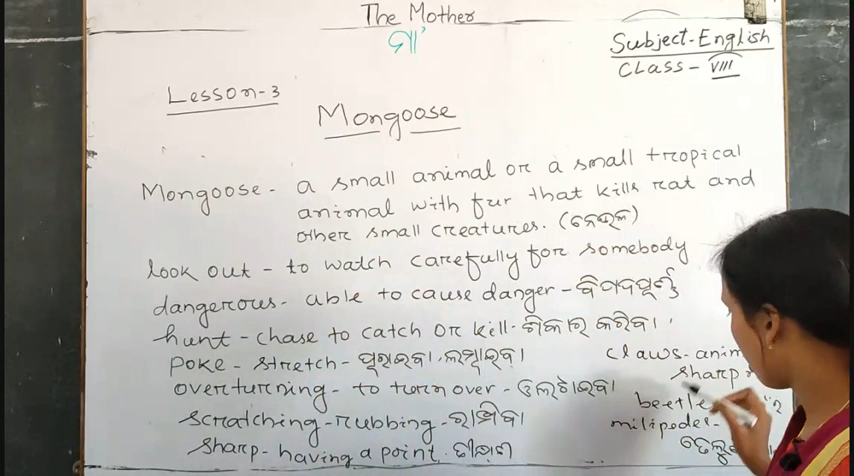 The Mother
ମା
Subject-English
CLASS - VIII
Lesson-3
Mongoose
Mongoose - a small animal or a small tropical
animal with fur that kills rat and
other small creatures. (ନେଉଳ)
look out - to watch carefully for somebody
dangerous - able to cause danger - ବିପଦପୂର୍ଣ୍ଣ
hunt - chase to catch or kill - ଶିକାର କରିବା
poke - stretch - ପୂରାଇବା, ଲମ୍ବାଇବା
overturning - to turn over - ଓଲଟାଇବା
scratching - rubbing - ରାମ୍ପିବା
sharp - having a point - ତୀକ୍ଷ୍ଣ
claws - anim
sharp
beetle
milipedes -